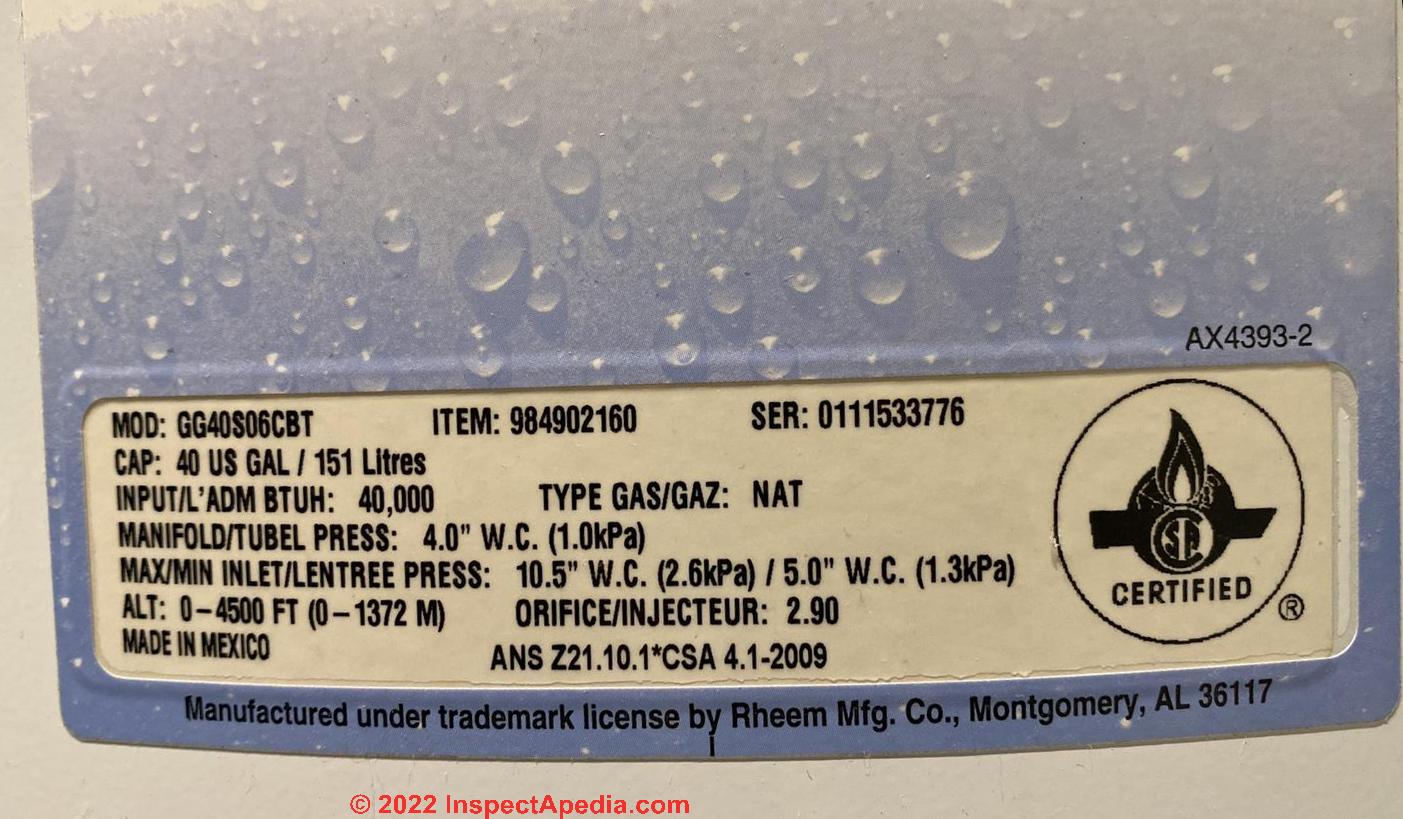 AX4393-2
MOD: GG40S06CBT ITEM: 984902160 SER: 0111533776
CAP: 40 US GAL / 151 Litres
INPUT/L'ADM BTUH: 40,000 TYPE GAS/GAZ: NAT
MANIFOLD/TUBEL PRESS: 4.0" W.C. (1.0kPa)
MAX/MIN INLET/LENTREE PRESS: 10.5" W.C. (2.6kPa) / 5.0" W.C. (1.3kPa)
ALT: 0-4500 FT (0-1372 M) ORIFICE/INJECTEUR: 2.90
MADE IN MEXICO
ANS Z21.10.1*CSA 4.1-2009
CSA
CERTIFIED ®
Manufactured under trademark license by Rheem Mfg. Co., Montgomery, AL 36117
© 2022 InspectApedia.com